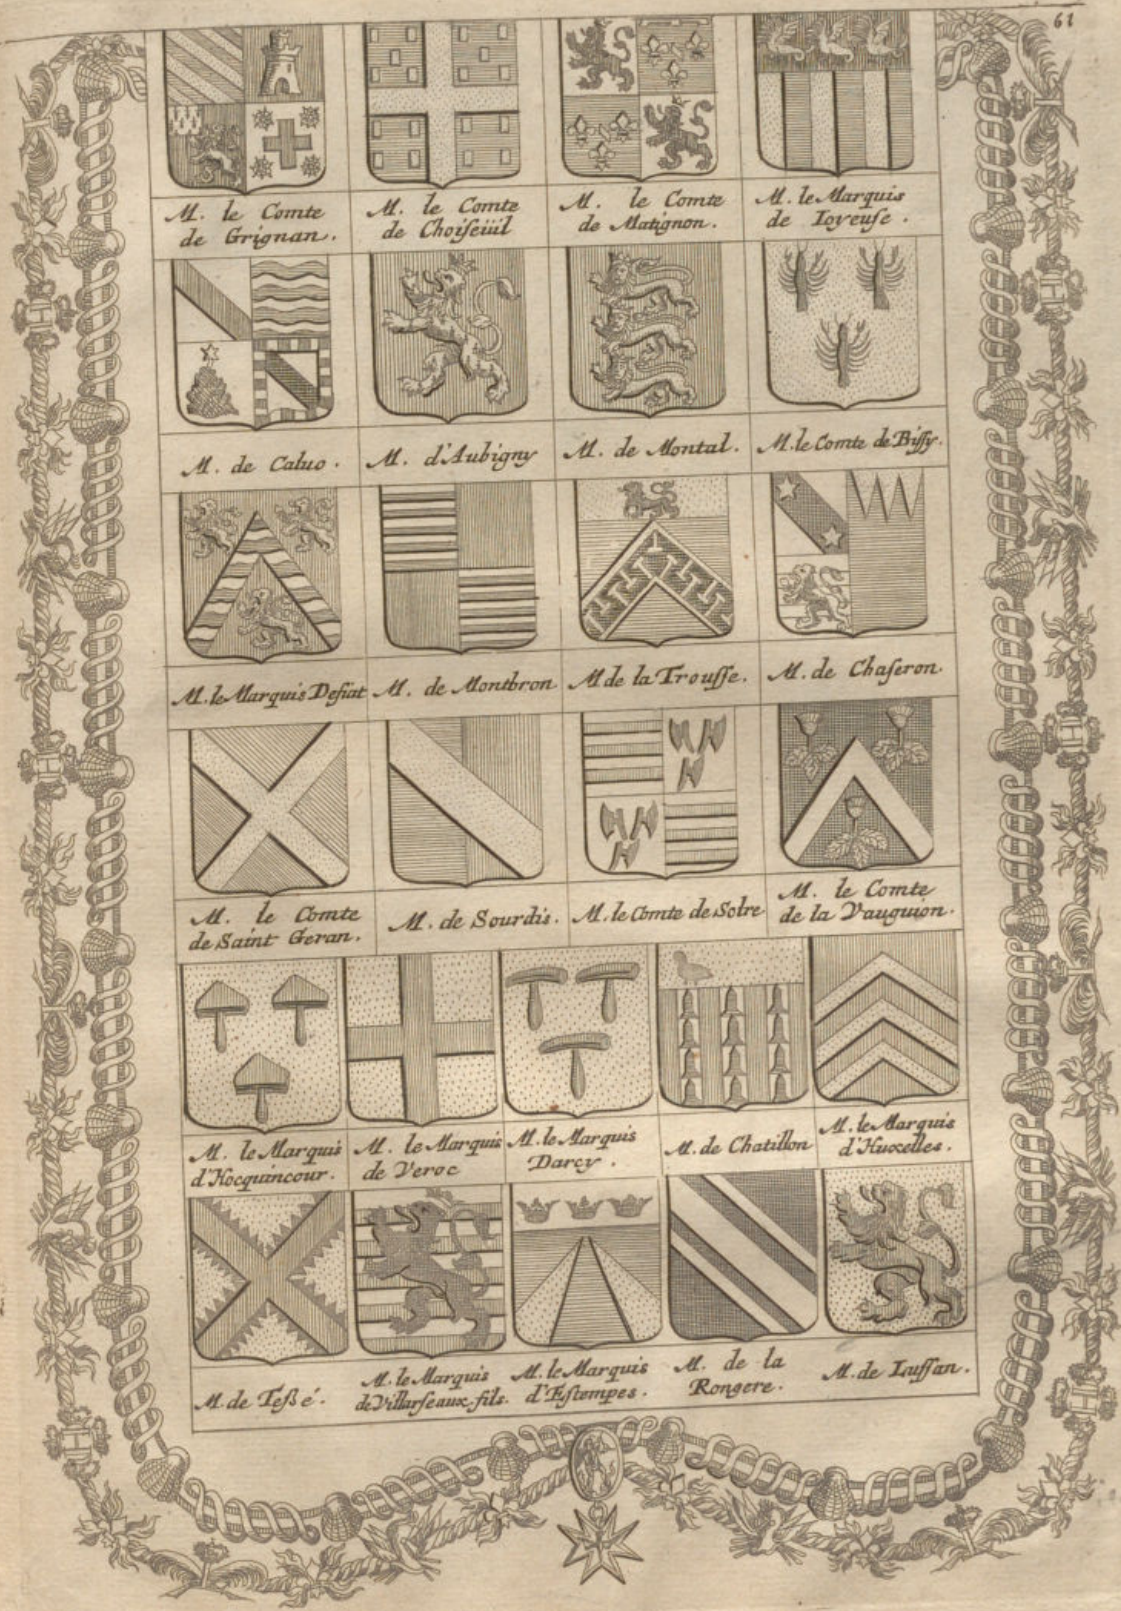 61
M. le Comte
de Grignan.
M. le Comte
de Choiseüil
M. le Comte
de Matignon.
M. le Marquis
de Ioyeuse.
M. de Caluo.
M. d'Aubigny
M. de Montal.
M. le Comte de Bissy.
M. le Marquis Defiat
M. de Montbron
M de la Trousse.
M. de Chaseron.
M. le Comte
de Saint Geran.
M. de Sourdis.
M. le Comte de Solre
M. le Comte
de la Vauguion.
M. le Marquis
d'Hocquincour.
M. le Marquis
de Veroc
M. le Marquis
Darcy.
M. de Chatillon
M. le Marquis
d'Huxelles.
M. de Teßé.
M. le Marquis
de Villarseaux fils.
M. le Marquis
d'Estempes.
M. de la
Rongere.
M. de Lussan.